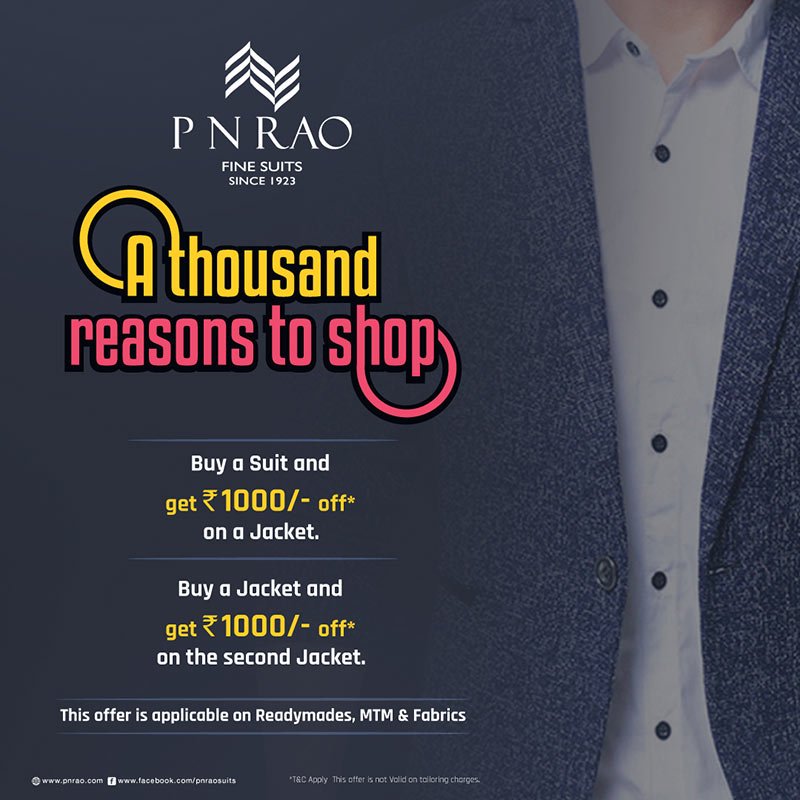 P N RAO
FINE SUITS
SINCE 1923
A thousand
reasons to shop
Buy a Suit and
get ₹1000/- off*
on a Jacket.
Buy a Jacket and
get ₹1000/- off*
on the second Jacket.
This offer is applicable on Readymades, MTM & Fabrics
www.pnrao.com f www.facebook.com/pnraosuits
*T&C Apply This offer is not Valid on tailoring charges.